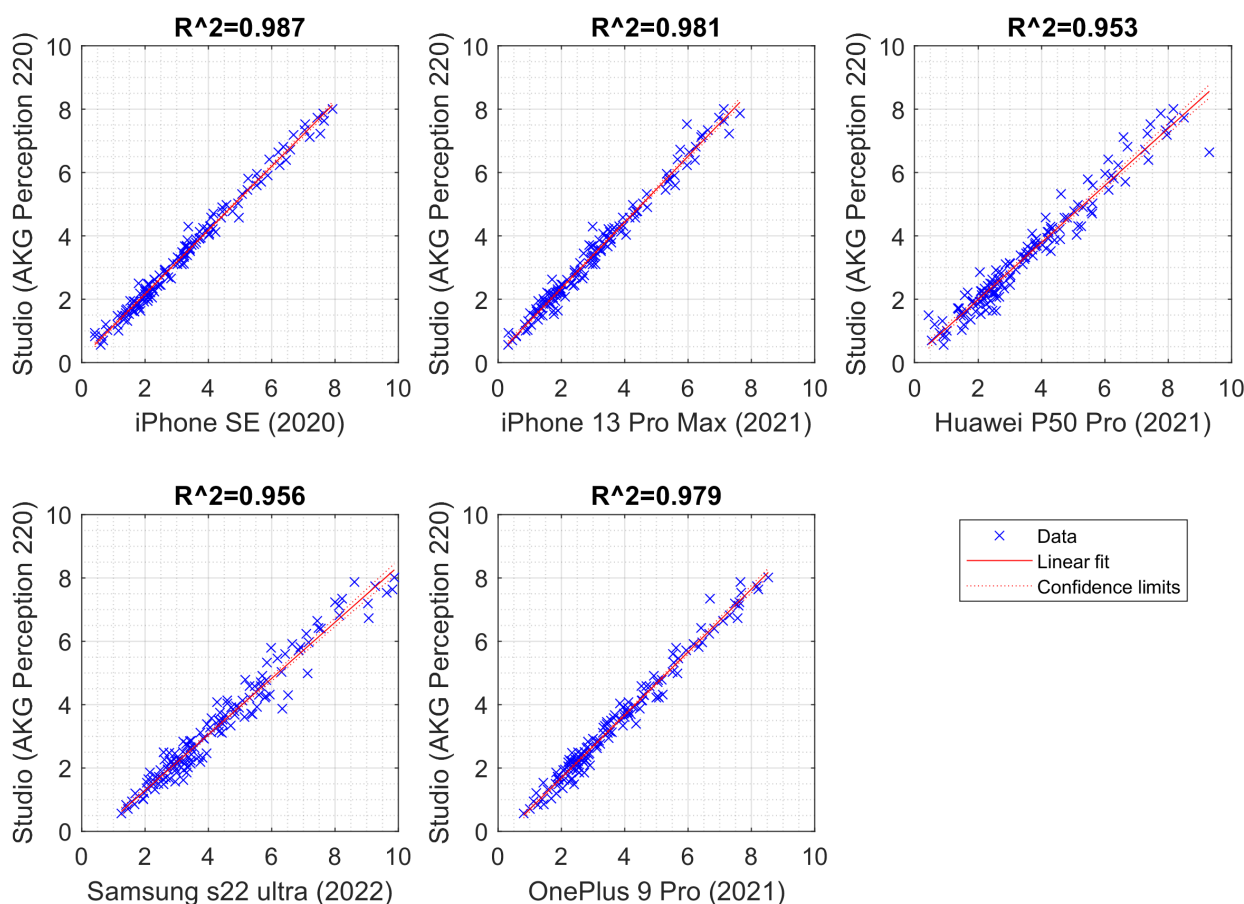 R^2=0.987
Studio (AKG Perception 220)
10
8
6
4
2
0
0 2 4 6 8 10
iPhone SE (2020)
R^2=0.981
Studio (AKG Perception 220)
10
8
6
4
2
0
0 2 4 6 8 10
iPhone 13 Pro Max (2021)
R^2=0.953
Studio (AKG Perception 220)
10
8
6
4
2
0
0 2 4 6 8 10
Huawei P50 Pro (2021)
R^2=0.956
Studio (AKG Perception 220)
10
8
6
4
2
0
0 2 4 6 8 10
Samsung s22 ultra (2022)
R^2=0.979
Studio (AKG Perception 220)
10
8
6
4
2
0
0 2 4 6 8 10
OnePlus 9 Pro (2021)
Data
Linear fit
Confidence limits